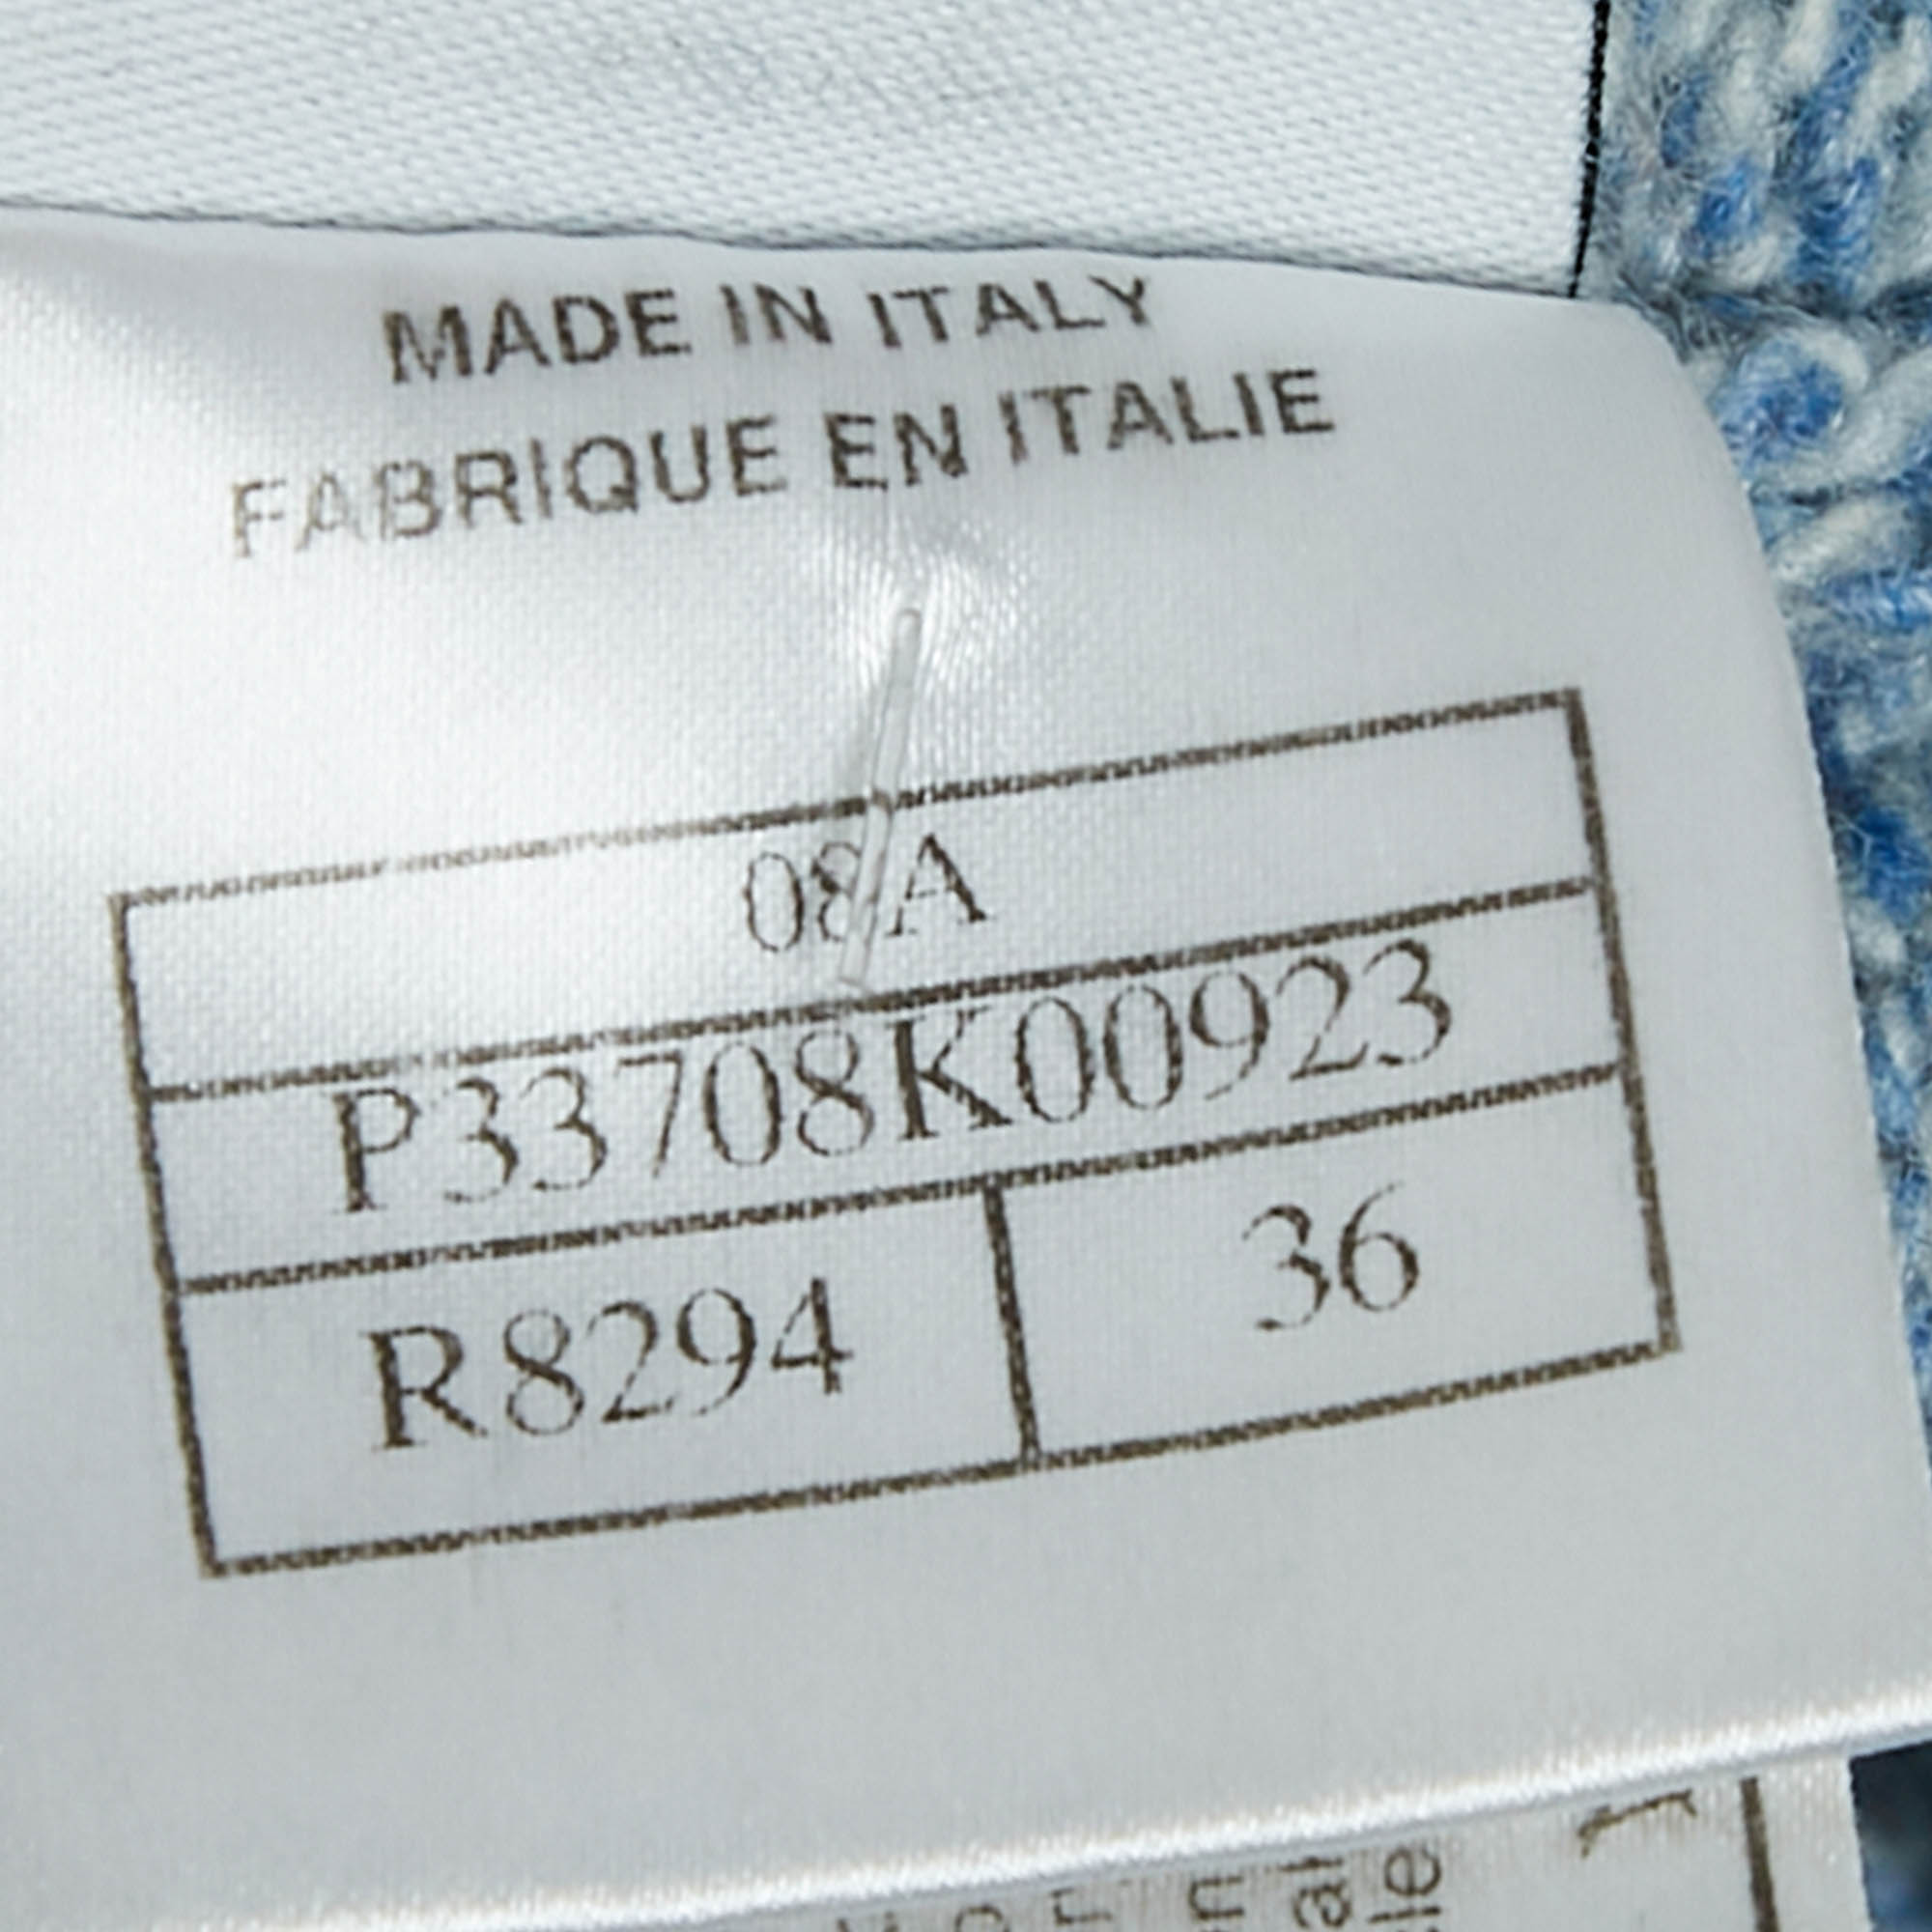 MADE IN ITALY
FABRIQUE EN ITALIE
08A
P33708K00923
R8294 36